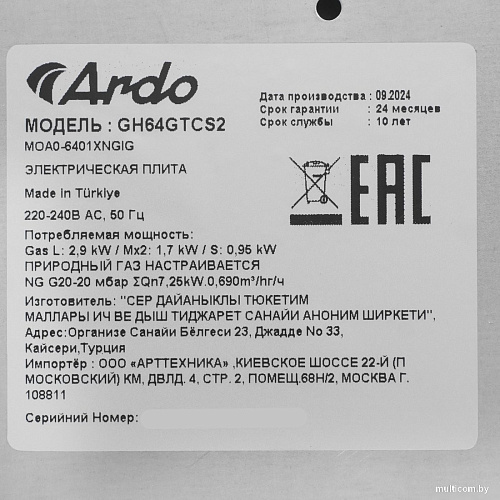 Ardo
Дата производства : 09.2024
Срок гарантии : 24 месяцев
Срок службы : 10 лет
МОДЕЛЬ : GH64GTCS2
MOA0-6401XNGIG
ЭЛЕКТРИЧЕСКАЯ ПЛИТА
Made in Türkiye
220-240В АС, 50 Гц
EAC
Потребляемая мощность:
Gas L: 2,9 kW / Mx2: 1,7 kW / S: 0,95 kW
ПРИРОДНЫЙ ГАЗ НАСТРАИВАЕТСЯ
NG G20-20 мбар ΣQn7,25kW.0,690m³/hr/ч
Изготовитель: "СЕР ДАЙАНЫКЛЫ ТЮКЕТИМ
МАЛЛАРЫ ИЧ ВЕ ДЫШ ТИДЖАРЕТ САНАЙИ АНОНИМ ШИРКЕТИ",
Адрес:Организе Санайи Бёлгеси 23, Джадде No 33,
Кайсери,Турция
Импортёр : ООО «АРТТЕХНИКА» ,КИЕВСКОЕ ШОССЕ 22-Й (П
МОСКОВСКИЙ) КМ, ДВЛД. 4, СТР. 2, ПОМЕЩ.68Н/2, МОСКВА Г.
108811
Серийний Номер:
multicom.by